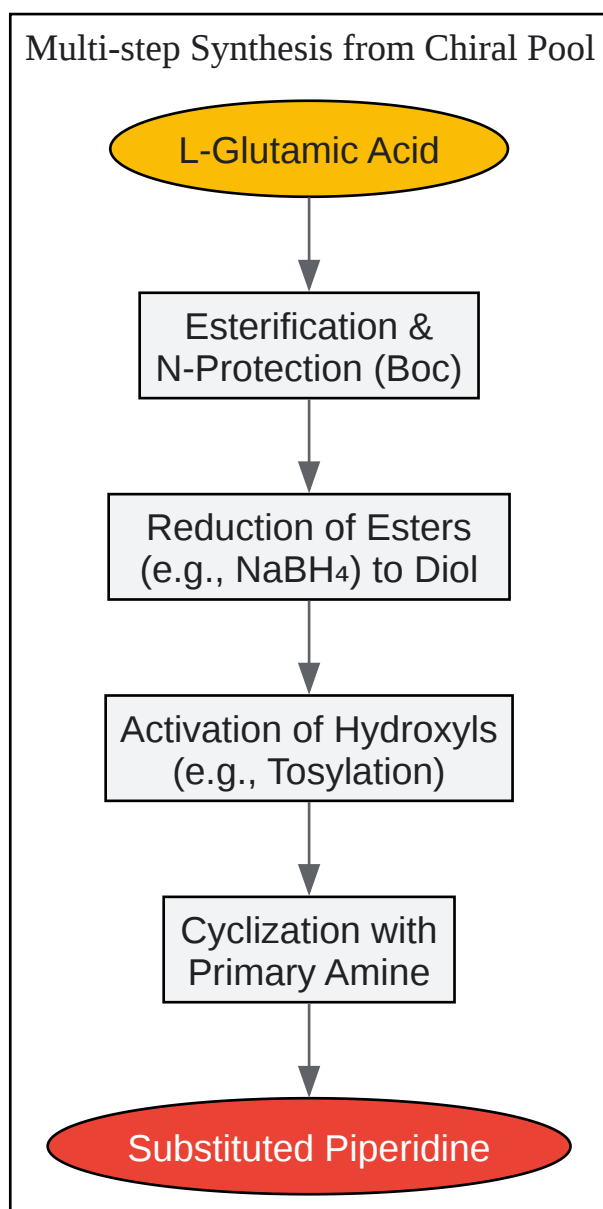 Multi-step Synthesis from Chiral Pool
L-Glutamic Acid
Esterification &
N-Protection (Boc)
Reduction of Esters
(e.g., NaBH₄) to Diol
Activation of Hydroxyls
(e.g., Tosylation)
Cyclization with
Primary Amine
Substituted Piperidine